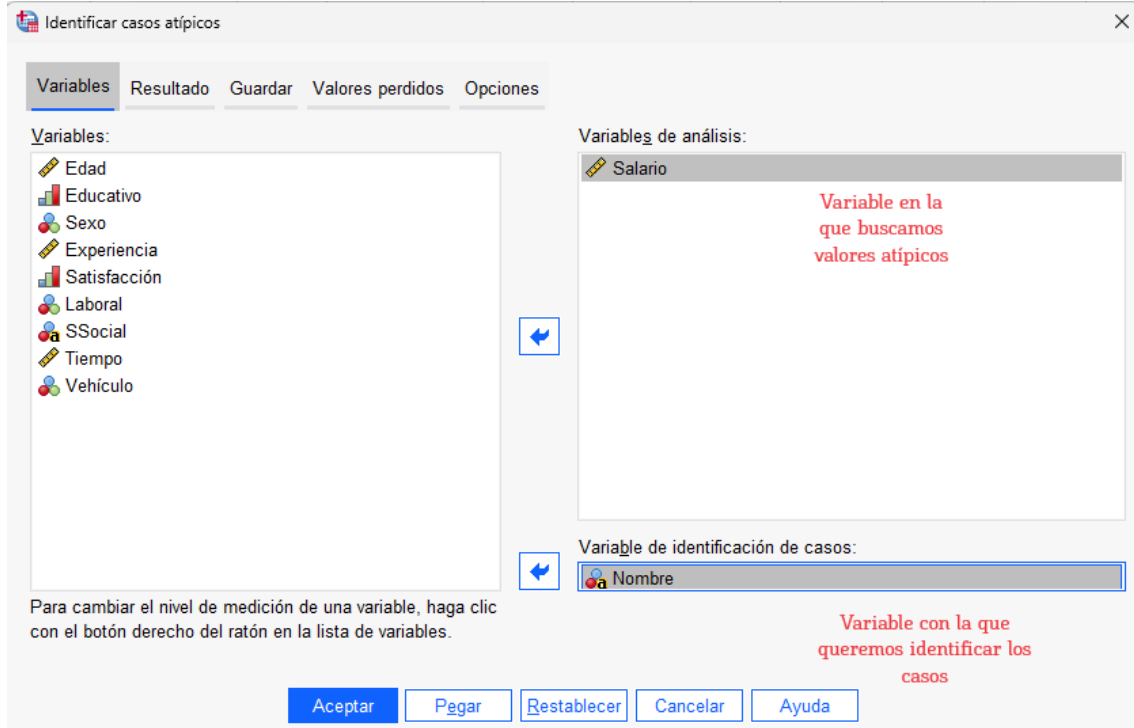 Identificar casos atípicos
Variables Resultado Guardar Valores perdidos Opciones
Variables:
Edad
Educativo
Sexo
Experiencia
Satisfacción
Laboral
SSocial
Tiempo
Vehículo
Para cambiar el nivel de medición de una variable, haga clic
con el botón derecho del ratón en la lista de variables.
Variables de análisis:
Salario
Variable en la
que buscamos
valores atípicos
Variable de identificación de casos:
Nombre
Variable con la que
queremos identificar los
casos
Aceptar Pegar Restablecer Cancelar Ayuda